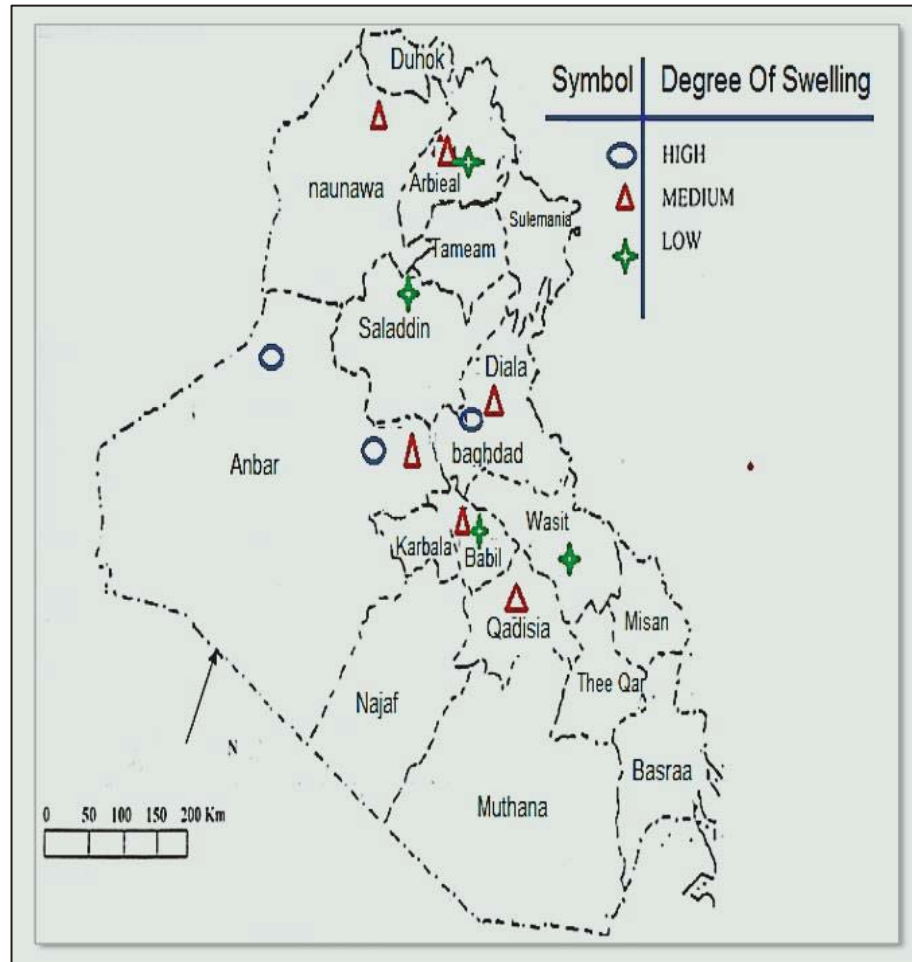 Symbol Degree Of Swelling
HIGH
MEDIUM
LOW
Duhok
naunawa
Arbieal
Sulemania
Tameam
Saladdin
Diala
baghdad
Anbar
Wasit
Karbala
Babil
Qadisia
Misan
Thee Qar
Najaf
N
Basraa
Muthana
0 50 100 150 200 Km